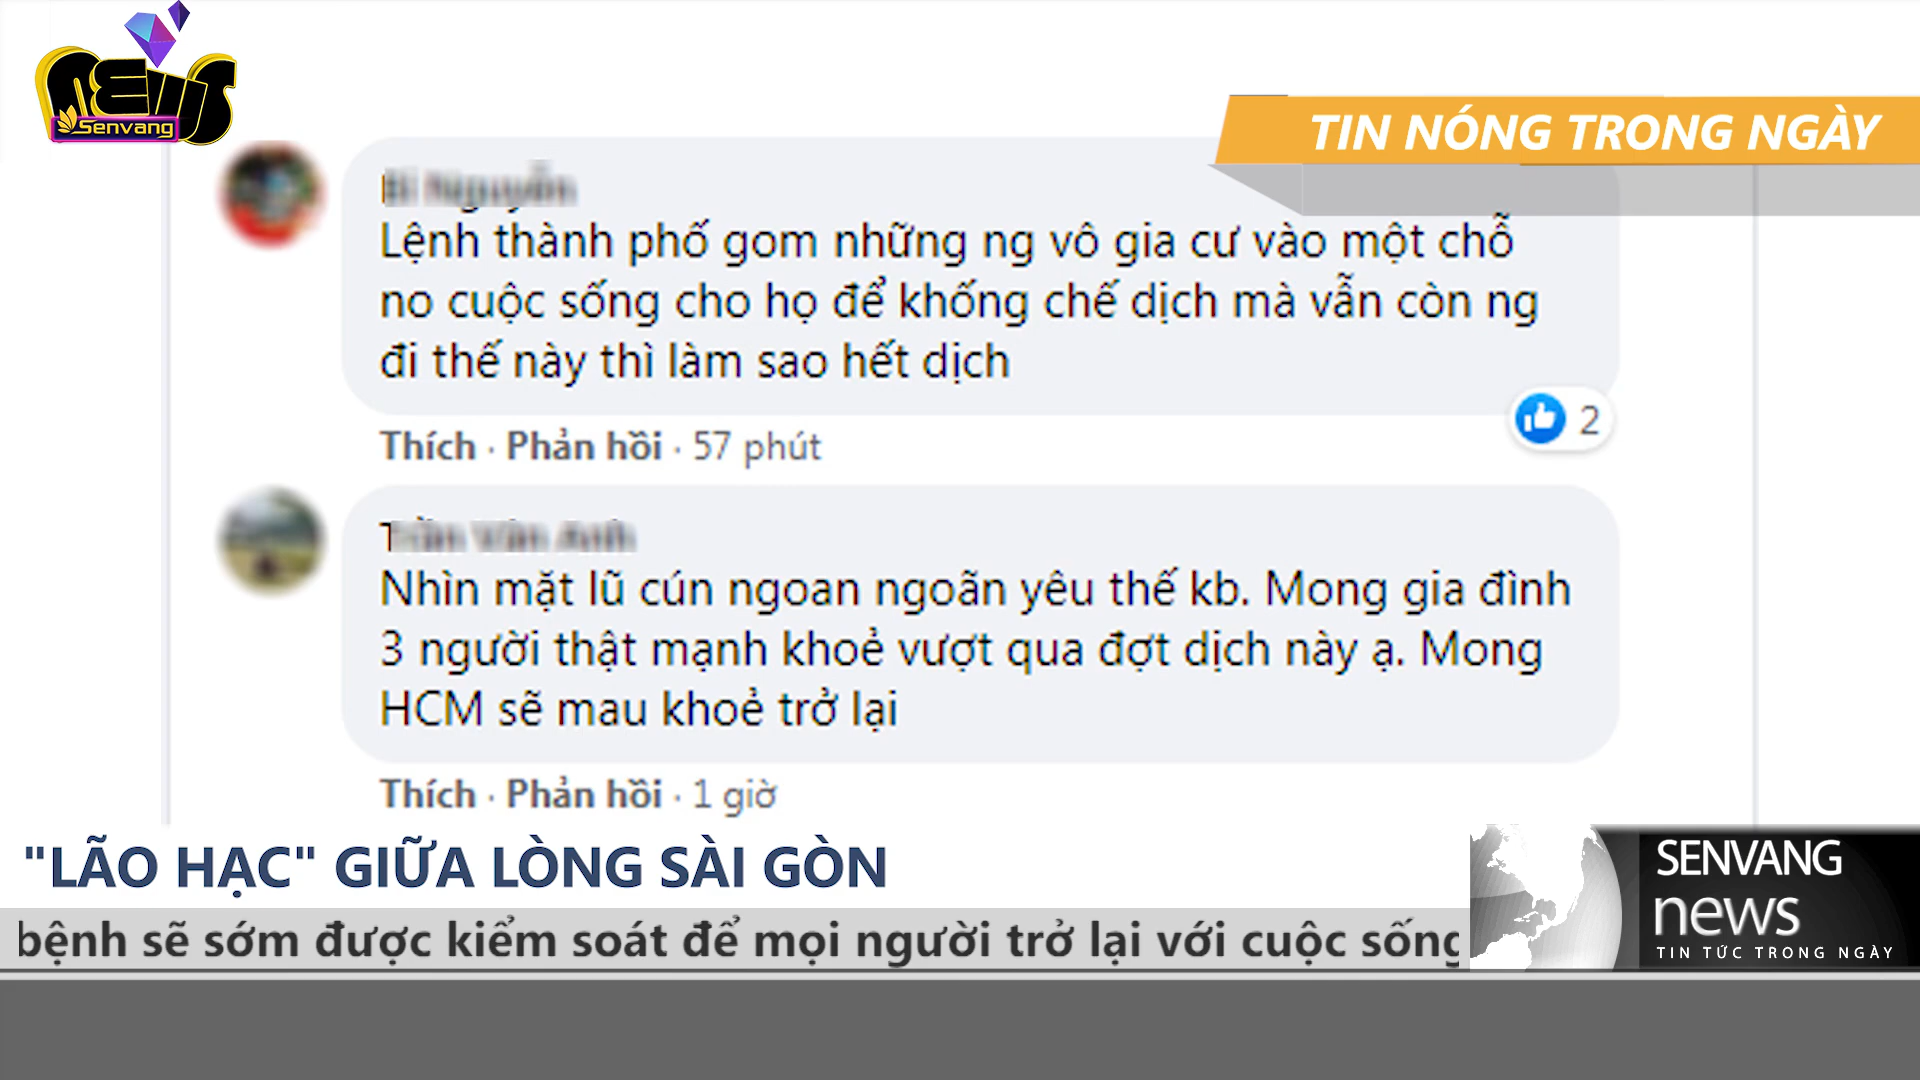 NEWS
Senvang
TIN NÓNG TRONG NGÀY
Lệnh thành phố gom những ng vô gia cư vào một chỗ
no cuộc sống cho họ để khống chế dịch mà vẫn còn ng
đi thế này thì làm sao hết dịch
2
Thích · Phản hồi · 57 phút
Nhìn mặt lũ cún ngoan ngoãn yêu thế kb. Mong gia đình
3 người thật mạnh khoẻ vượt qua đợt dịch này ạ. Mong
HCM sẽ mau khoẻ trở lại
Thích · Phản hồi · 1 giờ
"LÃO HẠC" GIỮA LÒNG SÀI GÒN
bệnh sẽ sớm được kiểm soát để mọi người trở lại với cuộc sống
SENVANG
news
TIN TỨC TRONG NGÀY